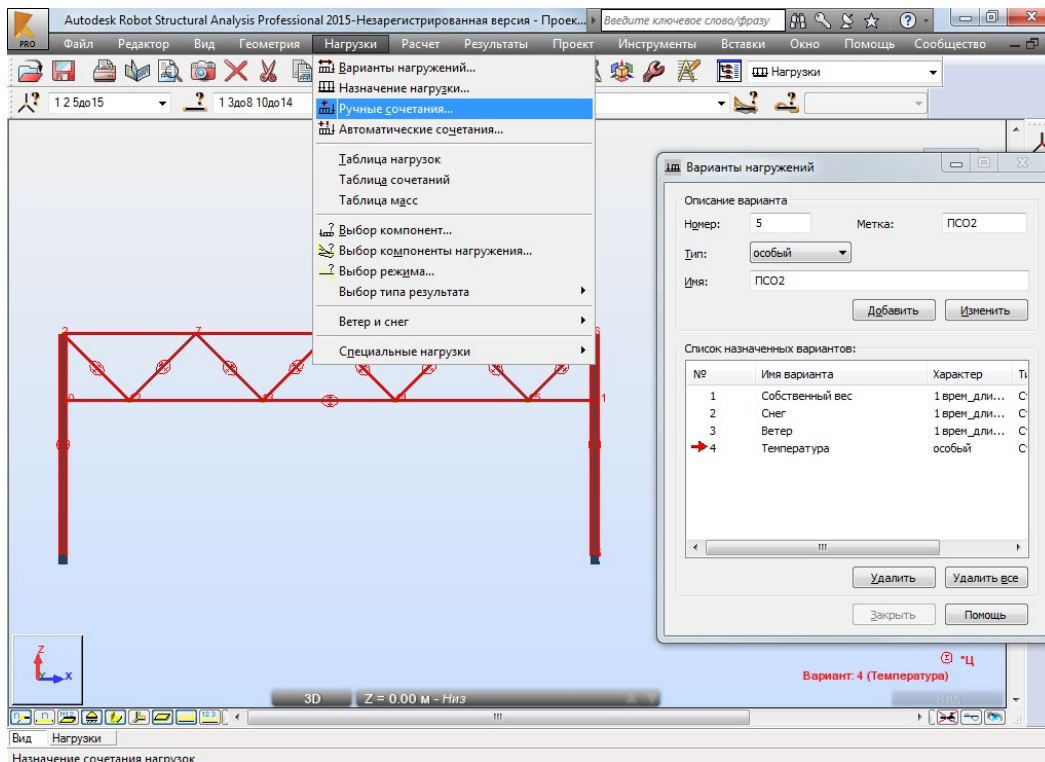 Autodesk Robot Structural Analysis Professional 2015-Незарегистрированная версия - Проек... Введите ключевое слово/фразу
PRO Файл Редактор Вид Геометрия Нагрузки Расчет Результаты Проект Инструменты Вставки Окно Помощь Сообщество
Варианты нагружений...
Назначение нагрузки...
Ручные сочетания...
Автоматические сочетания...
Таблица нагрузок
Таблица сочетаний
Таблица масс
Выбор компонент...
Выбор компоненты нагружения...
Выбор режима...
Выбор типа результата
Ветер и снег
Специальные нагрузки
Нагрузки
1 2 5до15
1 3до8 10до14
Варианты нагружений
Описание варианта
Номер: 5 Метка: ПСО2
Тип: особый
Имя: ПСО2
Добавить Изменить
Список назначенных вариантов:
№ Имя варианта Характер
1 Собственный вес 1 врем_дли...
2 Снег 1 врем_дли...
3 Ветер 1 врем_дли...
4 Температура особый
Удалить Удалить все
Закрыть Помощь
7
Z
X
°Ц
Вариант: 4 (Температура)
3D Z = 0.00 м - Низ
Вид
Вид Нагрузки
Назначение сочетания нагрузок